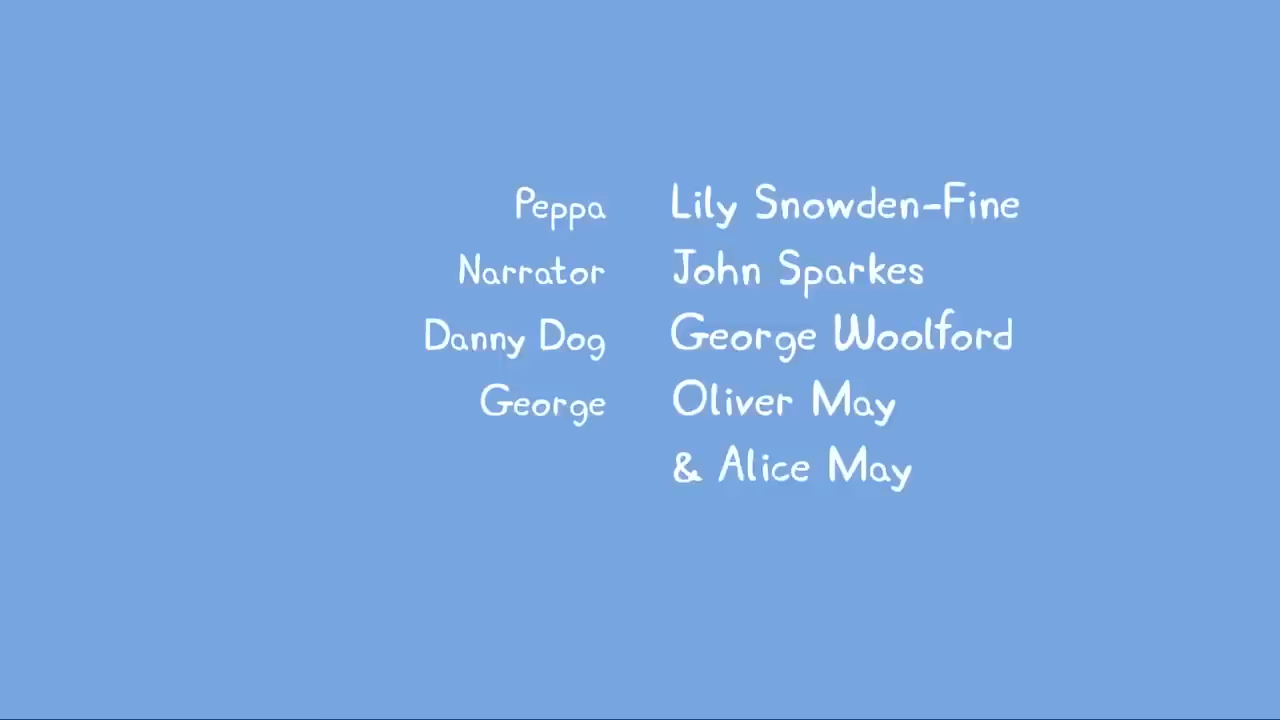 Peppa Lily Snowden-Fine
Narrator John Sparkes
Danny Dog George Woolford
George Oliver May
& Alice May